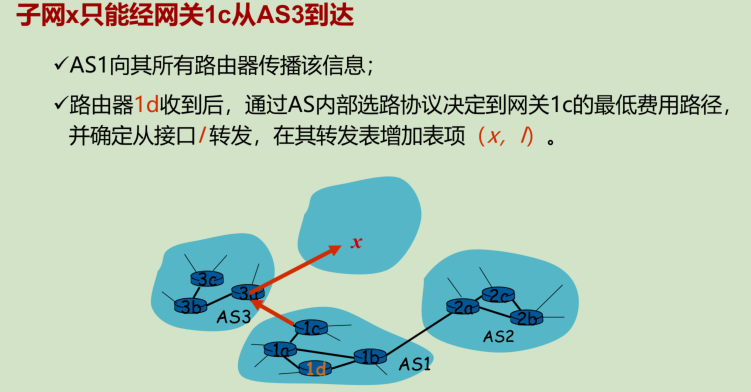 子网x只能经网关1c从AS3到达
✓AS1向其所有路由器传播该信息；
✓路由器1d收到后，通过AS内部选路协议决定到网关1c的最低费用路径，
并确定从接口I转发，在其转发表增加表项（x, I）。
x
3c
3a
3b
AS3
2c
2a
2b
AS2
1c
1a
1b
1d
AS1